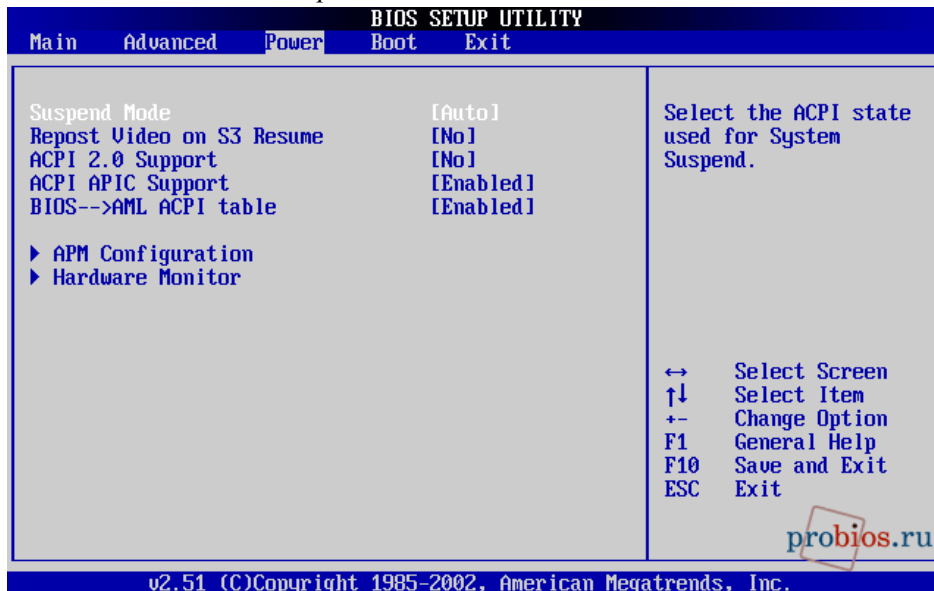 BIOS SETUP UTILITY
Main Advanced Power Boot Exit
Suspend Mode [Auto]
Repost Video on S3 Resume [No]
ACPI 2.0 Support [No]
ACPI APIC Support [Enabled]
BIOS-->AML ACPI table [Enabled]
▶ APM Configuration
▶ Hardware Monitor
Select the ACPI state
used for System
Suspend.
↔ Select Screen
↑↓ Select Item
+- Change Option
F1 General Help
F10 Save and Exit
ESC Exit
probios.ru
v2.51 (C)Copyright 1985-2002, American Megatrends, Inc.